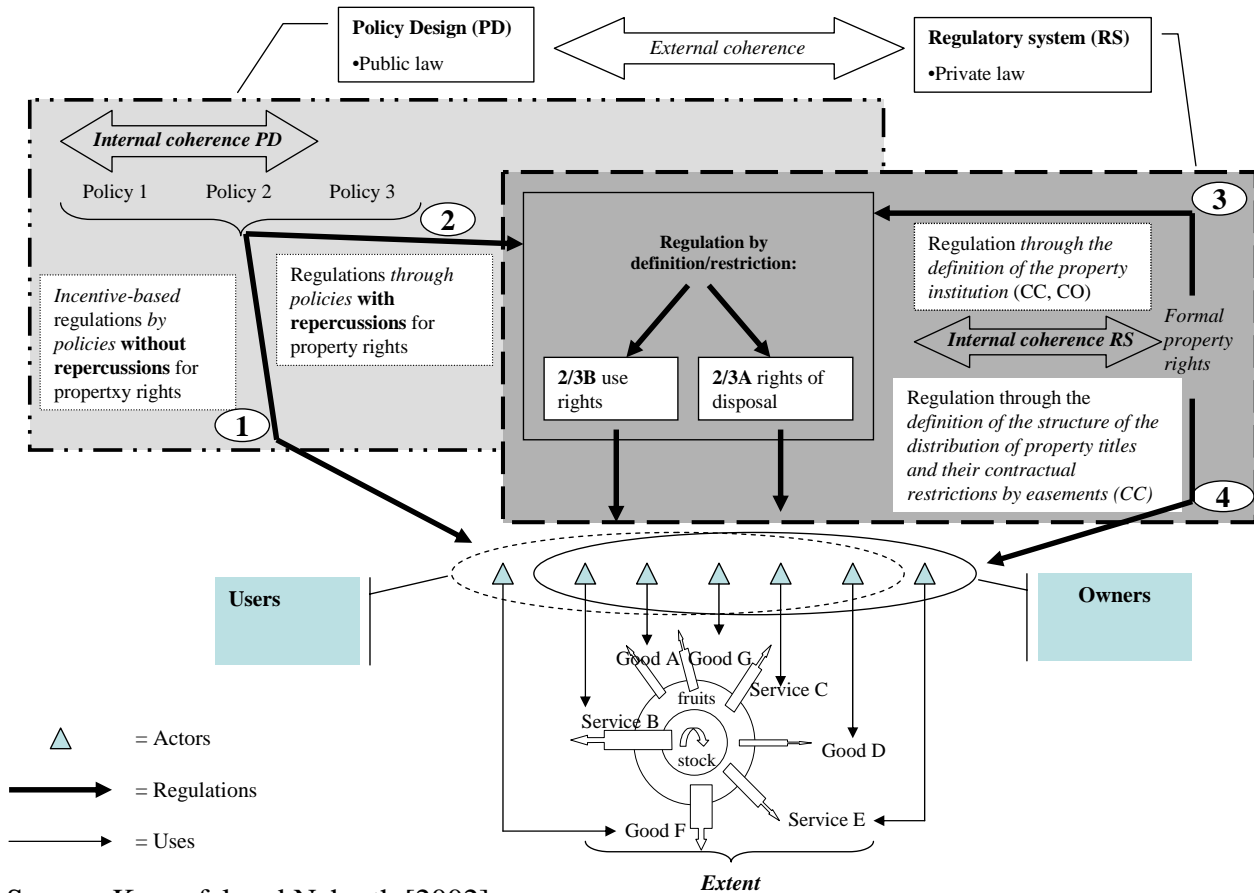 Policy Design (PD)
•Public law
External coherence
Regulatory system (RS)
•Private law
Internal coherence PD
Policy 1
Policy 2
Policy 3
2
3
Regulation by
definition/restriction:
Regulation through the
definition of the property
institution (CC, CO)
Regulations through
policies with
repercussions for
property rights
Incentive-based
regulations by
policies without
repercussions for
propertxy rights
Internal coherence RS
Formal
property
rights
2/3B use
rights
2/3A rights of
disposal
Regulation through the
definition of the structure of the
distribution of property titles
and their contractual
restrictions by easements (CC)
1
4
Users
Owners
Good A
Good G
Service C
fruits
Service B
stock
Good D
Service E
Good F
Extent
= Actors
= Regulations
= Uses